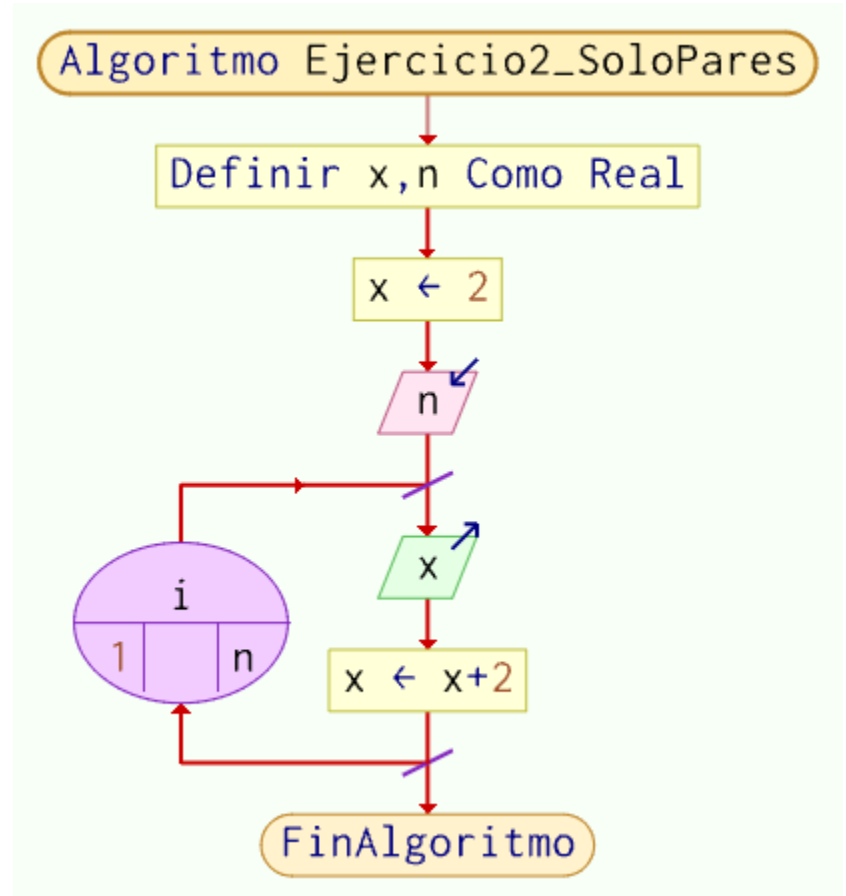 Algoritmo Ejercicio2_SoloPares
Definir x,n Como Real
x ← 2
n
x
i
1 n
x ← x+2
FinAlgoritmo